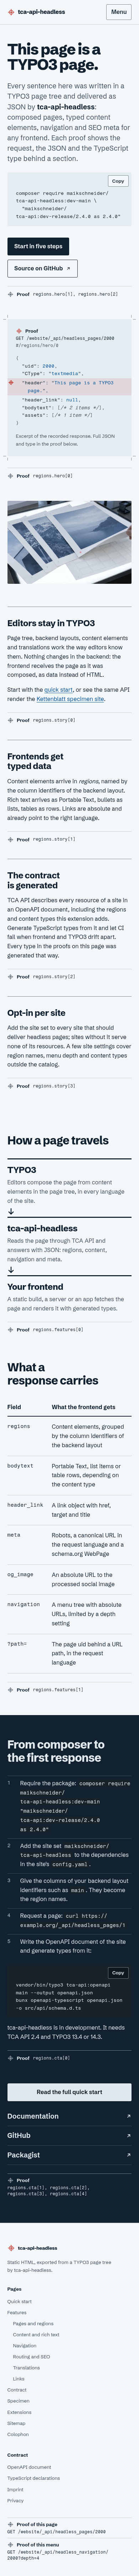 tca-api-headless
Menu
This page is a
TYPO3 page.
Every sentence here was written in a
TYPO3 page tree and delivered as
JSON by tca-api-headless:
composed pages, typed content
elements, navigation and SEO meta for
any frontend. Each proof shows the
request, the JSON and the TypeScript
type behind a section.
Copy
composer require maikschneider/
tca-api-headless:dev-main \
"maikschneider/
tca-api:dev-release/2.4.0 as 2.4.0"
Start in five steps
Source on GitHub ↗
Proof regions.hero[1], regions.hero[2]
Proof
GET /website/_api/headless_pages/2000
#/regions/hero/0
{
"uid": 2000,
"CType": "textmedia",
"header": "This page is a TYPO3
page.",
"header_link": null,
"bodytext": [/* 2 items */],
"assets": [/* 1 item */]
}
Excerpt of the recorded response. Full JSON
and type in the proof sheet.
Proof regions.hero[0]
Editors stay in TYPO3
Page tree, backend layouts, content elements
and translations work the way editors know
them. Nothing changes in the backend: the
frontend reads the page as it was
composed, as data instead of HTML.
Start with the quick start, or see the same API
render the Kettenblatt specimen site.
Proof regions.story[0]
Frontends get
typed data
Content elements arrive in regions, named by
the column identifiers of the backend layout.
Rich text arrives as Portable Text, bullets as
lists, tables as rows. Links are absolute and
already point to the right language.
Proof regions.story[1]
The contract
is generated
TCA API describes every resource of a site in
an OpenAPI document, including the regions
and content types this extension adds.
Generate TypeScript types from it and let CI
fail when frontend and TYPO3 drift apart.
Every type in the proofs on this page was
generated that way.
Proof regions.story[2]
Opt-in per site
Add the site set to every site that should
deliver headless pages; sites without it serve
none of its resources. A few site settings cover
region names, menu depth and content types
outside the catalog.
Proof regions.story[3]
How a page travels
TYPO3
Editors compose the page from content
elements in the page tree, in every language
of the site.
↓
tca-api-headless
Reads the page through TCA API and
answers with JSON: regions, content,
navigation and meta.
↓
Your frontend
A static build, a server or an app fetches the
page and renders it with generated types.
Proof regions.features[0]
What a
response carries
Field What the frontend gets
regions Content elements, grouped
by the column identifiers of
the backend layout
bodytext Portable Text, list items or
table rows, depending on
the content type
header_link A link object with href,
target and title
meta Robots, a canonical URL in
the request language and a
schema.org WebPage
og_image An absolute URL to the
processed social image
navigation A menu tree with absolute
URLs, limited by a depth
setting
?path= The page uid behind a URL
path, in the request
language
Proof regions.features[1]
From composer to
the first response
1 Require the package: composer require
maikschneider/
tca-api-headless:dev-main
"maikschneider/
tca-api:dev-release/2.4.0
as 2.4.0"
2 Add the site set maikschneider/
tca-api-headless to the dependencies
in the site's config.yaml.
3 Give the columns of your backend layout
identifiers such as main. They become
the region names.
4 Request a page: curl https://
example.org/_api/headless_pages/1
5 Write the OpenAPI document of the site
and generate types from it:
Copy
vendor/bin/typo3 tca-api:openapi
main --output openapi.json
bunx openapi-typescript openapi.json
-o src/api/schema.d.ts
tca-api-headless is in development. It needs
TCA API 2.4 and TYPO3 13.4 or 14.3.
Proof regions.cta[0]
Read the full quick start
Documentation ↗
GitHub ↗
Packagist ↗
Proof
regions.cta[1], regions.cta[2],
regions.cta[3], regions.cta[4]
tca-api-headless
Static HTML, exported from a TYPO3 page tree
by tca-api-headless.
Pages
Quick start
Features
Pages and regions
Content and rich text
Navigation
Routing and SEO
Translations
Links
Contract
Specimen
Extensions
Sitemap
Colophon
Contract
OpenAPI document
TypeScript declarations
Imprint
Privacy
Proof of this page
GET /website/_api/headless_pages/2000
Proof of this menu
GET /website/_api/headless_navigation/
2000?depth=4